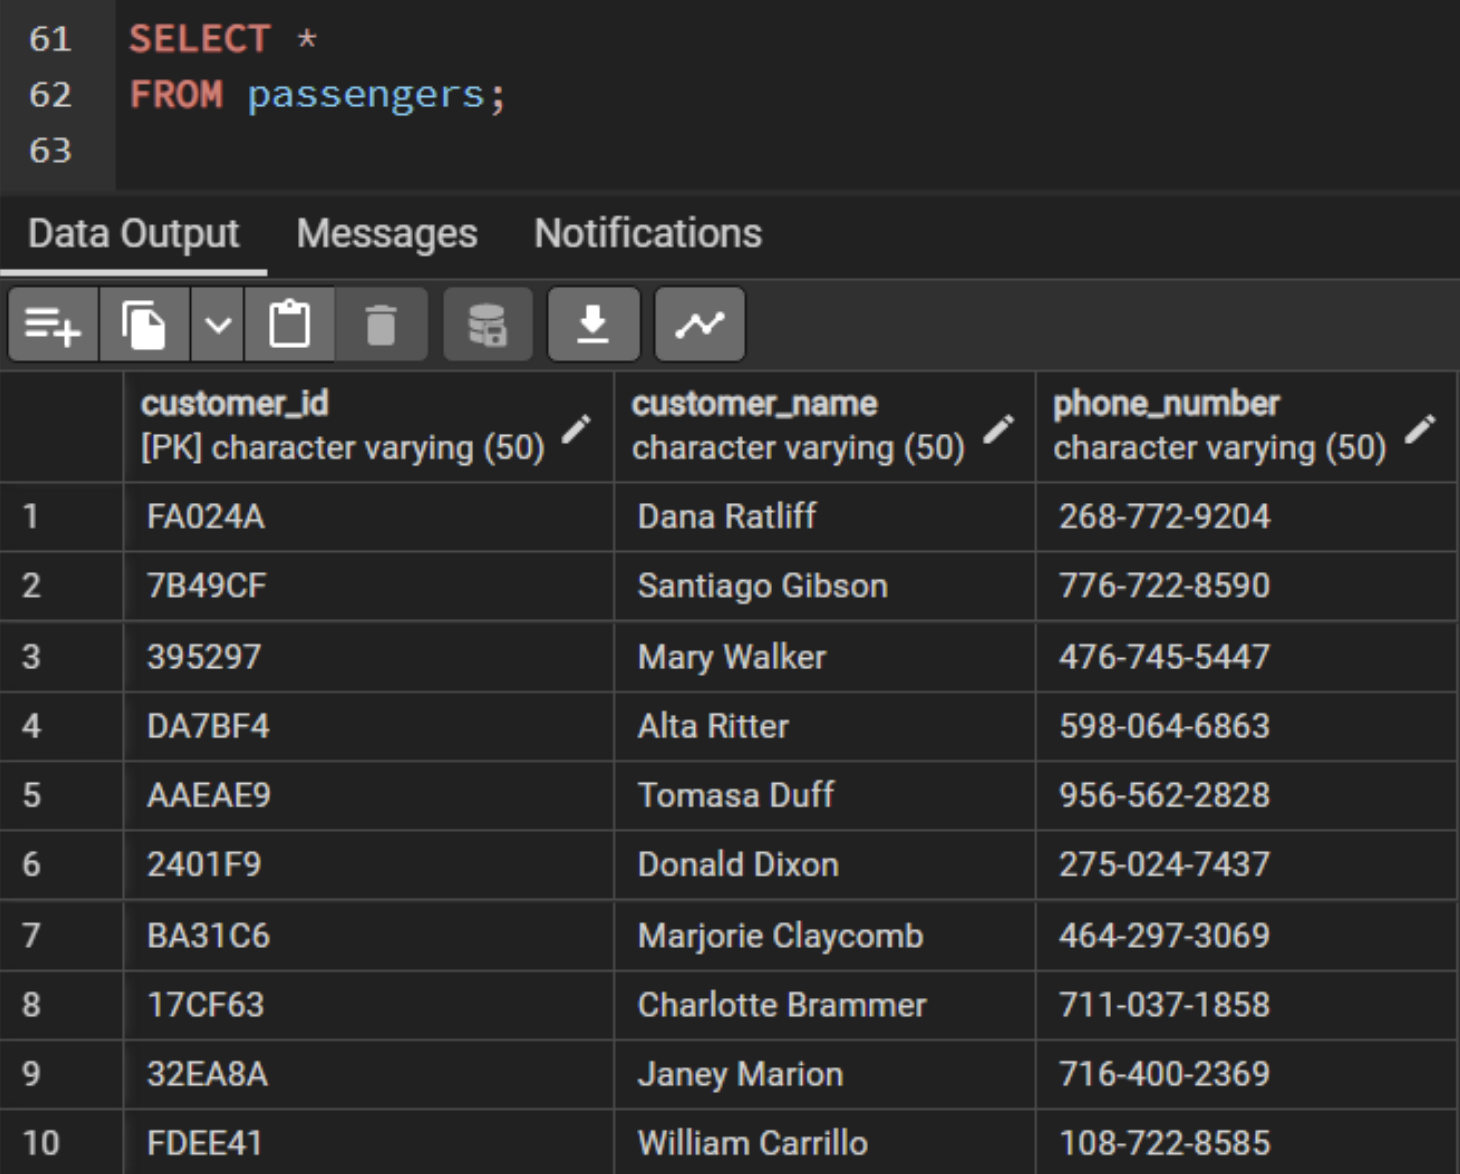 61 SELECT *
62 FROM passengers;
63
Data Output Messages Notifications
customer_id customer_name phone_number
[PK] character varying (50) character varying (50) character varying (50)
1 FA024A Dana Ratliff 268-772-9204
2 7B49CF Santiago Gibson 776-722-8590
3 395297 Mary Walker 476-745-5447
4 DA7BF4 Alta Ritter 598-064-6863
5 AAEAE9 Tomasa Duff 956-562-2828
6 2401F9 Donald Dixon 275-024-7437
7 BA31C6 Marjorie Claycomb 464-297-3069
8 17CF63 Charlotte Brammer 711-037-1858
9 32EA8A Janey Marion 716-400-2369
10 FDEE41 William Carrillo 108-722-8585